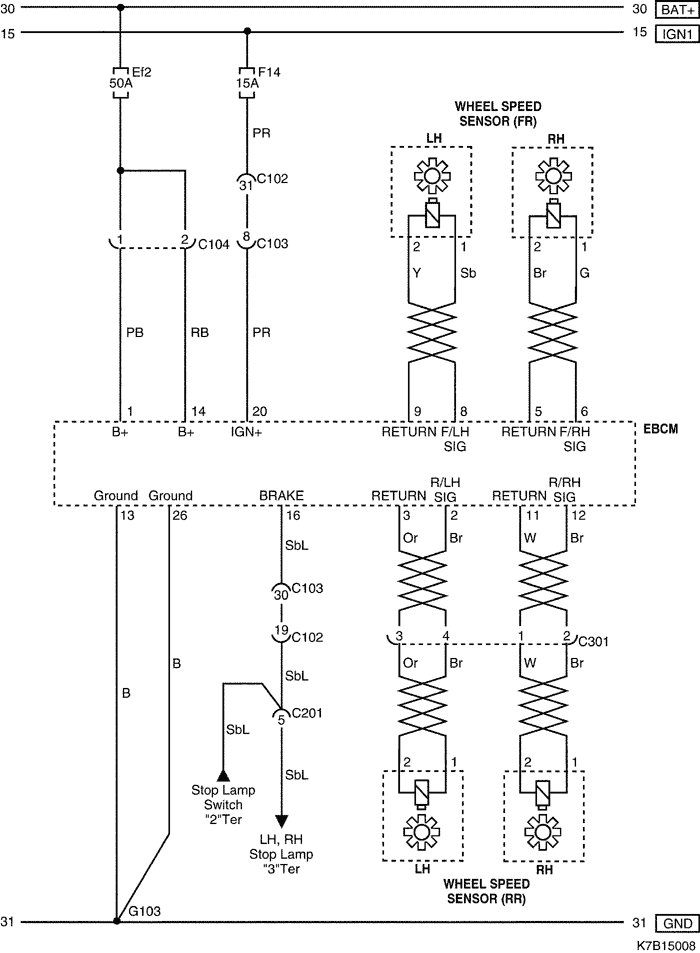 30 30 BAT+
15 15 IGN1
Ef2
50A
F14
15A
PR
31 C102
1 2 C104
8 C103
PB RB PR
WHEEL SPEED
SENSOR (FR)
LH RH
2 1 2 1
Y Sb Br G
1 14 20 9 8 5 6
B+ B+ IGN+ RETURN F/LH RETURN F/RH
SIG SIG
EBCM
Ground Ground BRAKE RETURN R/LH RETURN R/RH
SIG SIG
13 26 16 3 2 11 12
SbL Or Br W Br
30 C103
19 C102
3 4 1 2 C301
B B SbL Or Br W Br
5 C201
SbL SbL
2 1 2 1
Stop Lamp
Switch
"2"Ter
LH, RH
Stop Lamp
"3"Ter
LH RH
WHEEL SPEED
SENSOR (RR)
G103
31 31 GND
K7B15008